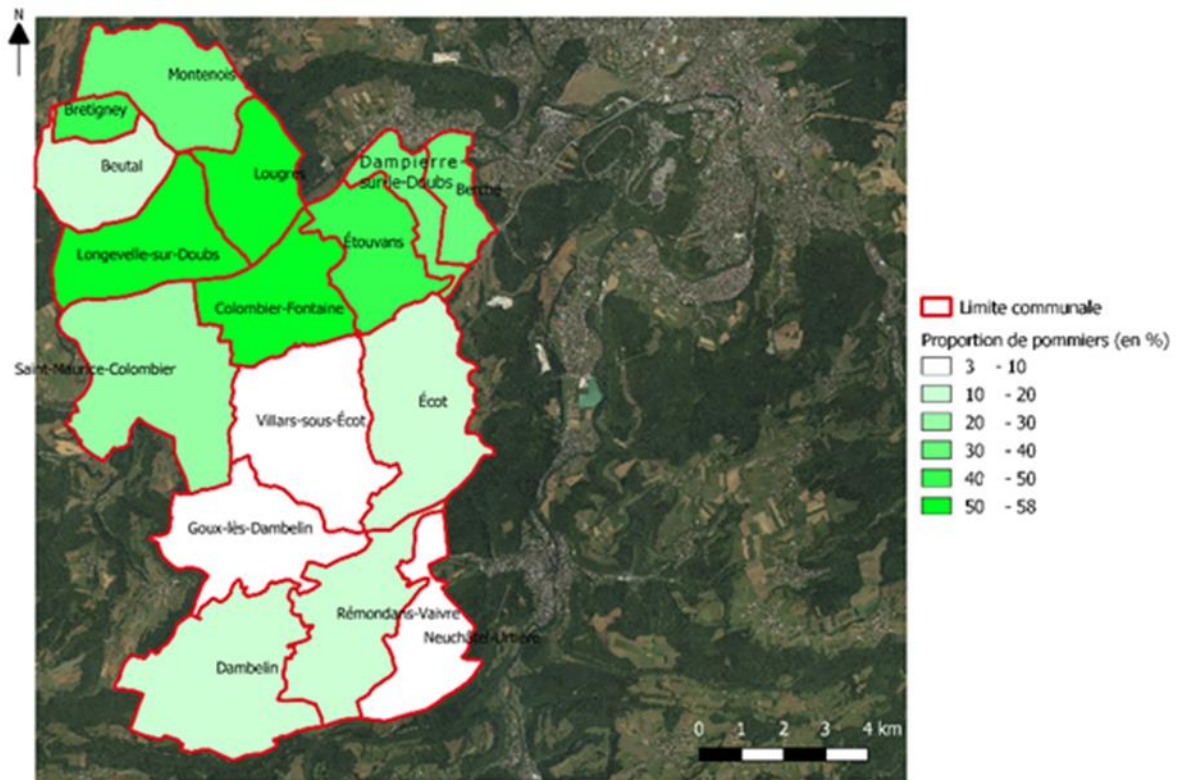 N
Montenois
Bretigney
Beutal
Lougres
Dampierre-
sur-le-Doubs
Berche
Étouvans
Longevelle-sur-Doubs
Colombier-Fontaine
Saint-Maurice-Colombier
Écot
Villars-sous-Écot
Goux-lès-Dambelin
Rémondans-Vaivre
Neuchâtel-Urtière
Dambelin
Limite communale
Proportion de pommiers (en %)
3 - 10
10 - 20
20 - 30
30 - 40
40 - 50
50 - 58
0 1 2 3 4 km